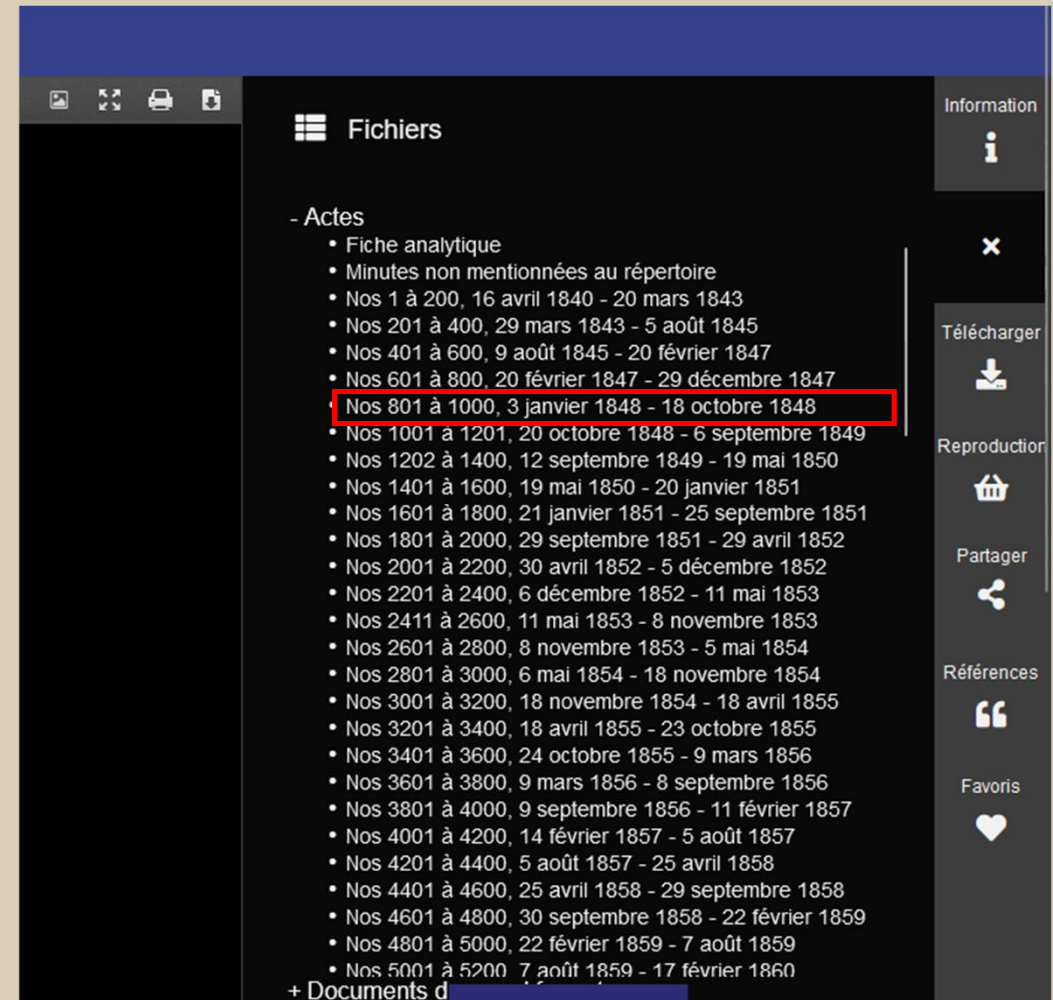 Fichiers
- Actes
• Fiche analytique
• Minutes non mentionnées au répertoire
• Nos 1 à 200, 16 avril 1840 - 20 mars 1843
• Nos 201 à 400, 29 mars 1843 - 5 août 1845
• Nos 401 à 600, 9 août 1845 - 20 février 1847
• Nos 601 à 800, 20 février 1847 - 29 décembre 1847
• Nos 801 à 1000, 3 janvier 1848 - 18 octobre 1848
• Nos 1001 à 1201, 20 octobre 1848 - 6 septembre 1849
• Nos 1202 à 1400, 12 septembre 1849 - 19 mai 1850
• Nos 1401 à 1600, 19 mai 1850 - 20 janvier 1851
• Nos 1601 à 1800, 21 janvier 1851 - 25 septembre 1851
• Nos 1801 à 2000, 29 septembre 1851 - 29 avril 1852
• Nos 2001 à 2200, 30 avril 1852 - 5 décembre 1852
• Nos 2201 à 2400, 6 décembre 1852 - 11 mai 1853
• Nos 2411 à 2600, 11 mai 1853 - 8 novembre 1853
• Nos 2601 à 2800, 8 novembre 1853 - 5 mai 1854
• Nos 2801 à 3000, 6 mai 1854 - 18 novembre 1854
• Nos 3001 à 3200, 18 novembre 1854 - 18 avril 1855
• Nos 3201 à 3400, 18 avril 1855 - 23 octobre 1855
• Nos 3401 à 3600, 24 octobre 1855 - 9 mars 1856
• Nos 3601 à 3800, 9 mars 1856 - 8 septembre 1856
• Nos 3801 à 4000, 9 septembre 1856 - 11 février 1857
• Nos 4001 à 4200, 14 février 1857 - 5 août 1857
• Nos 4201 à 4400, 5 août 1857 - 25 avril 1858
• Nos 4401 à 4600, 25 avril 1858 - 29 septembre 1858
• Nos 4601 à 4800, 30 septembre 1858 - 22 février 1859
• Nos 4801 à 5000, 22 février 1859 - 7 août 1859
• Nos 5001 à 5200, 7 août 1859 - 17 février 1860
+ Documents
Information
Télécharger
Reproduction
Partager
Références
Favoris